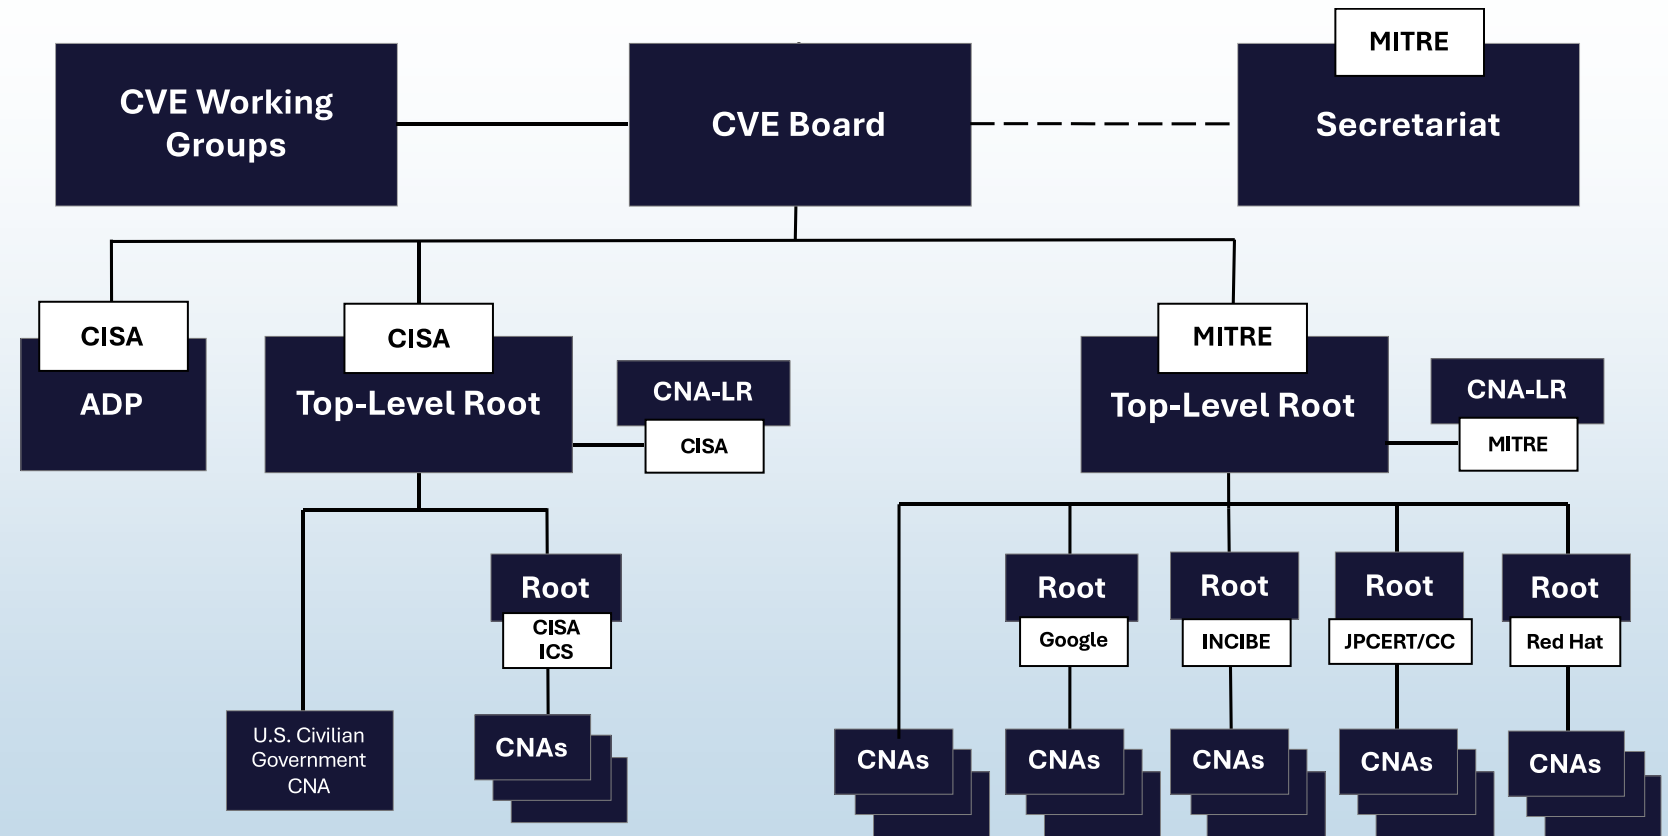 MITRE
CVE Working
Groups
CVE Board
Secretariat
CISA
ADP
CISA
Top-Level Root
CNA-LR
CISA
MITRE
Top-Level Root
CNA-LR
MITRE
Root
CISA
ICS
Root
Google
Root
INCIBE
Root
JPCERT/CC
Root
Red Hat
U.S. Civilian
Government
CNA
CNAs
CNAs
CNAs
CNAs
CNAs
CNAs